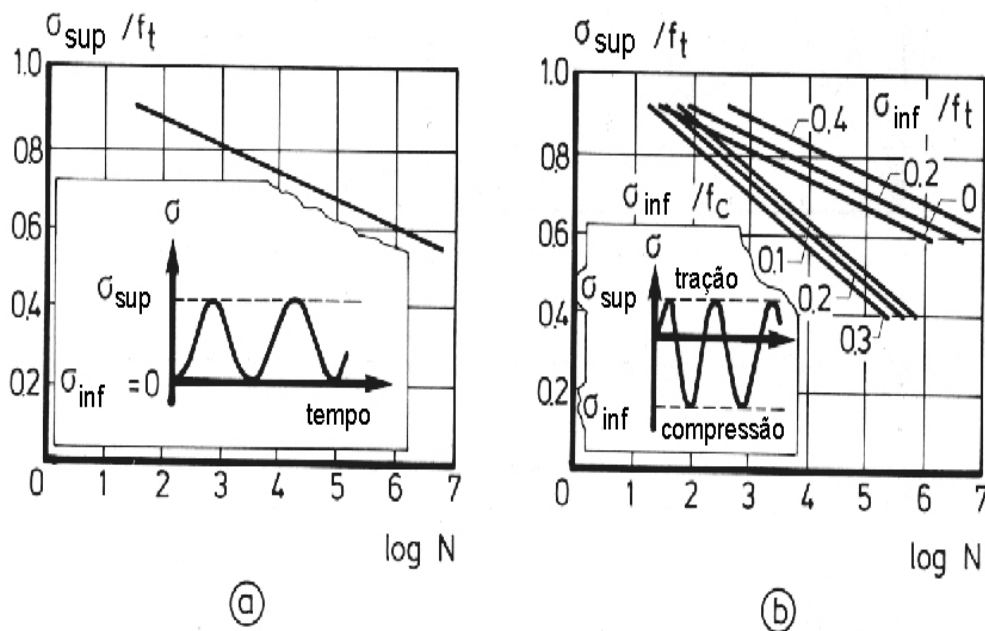 σsup /ft
1.0
0.8
0.6
0.4
0.2
0 1 2 3 4 5 6 7
log N
σ
σsup
σinf = 0
tempo
ⓐ
σsup /ft
1.0
0.8
0.6
0.4
0.2
0 1 2 3 4 5 6 7
log N
σinf /ft
0.4
0.2
0
σinf /fc
0.1
0.2
0.3
σ
tração
σsup
σinf
compressão
ⓑ